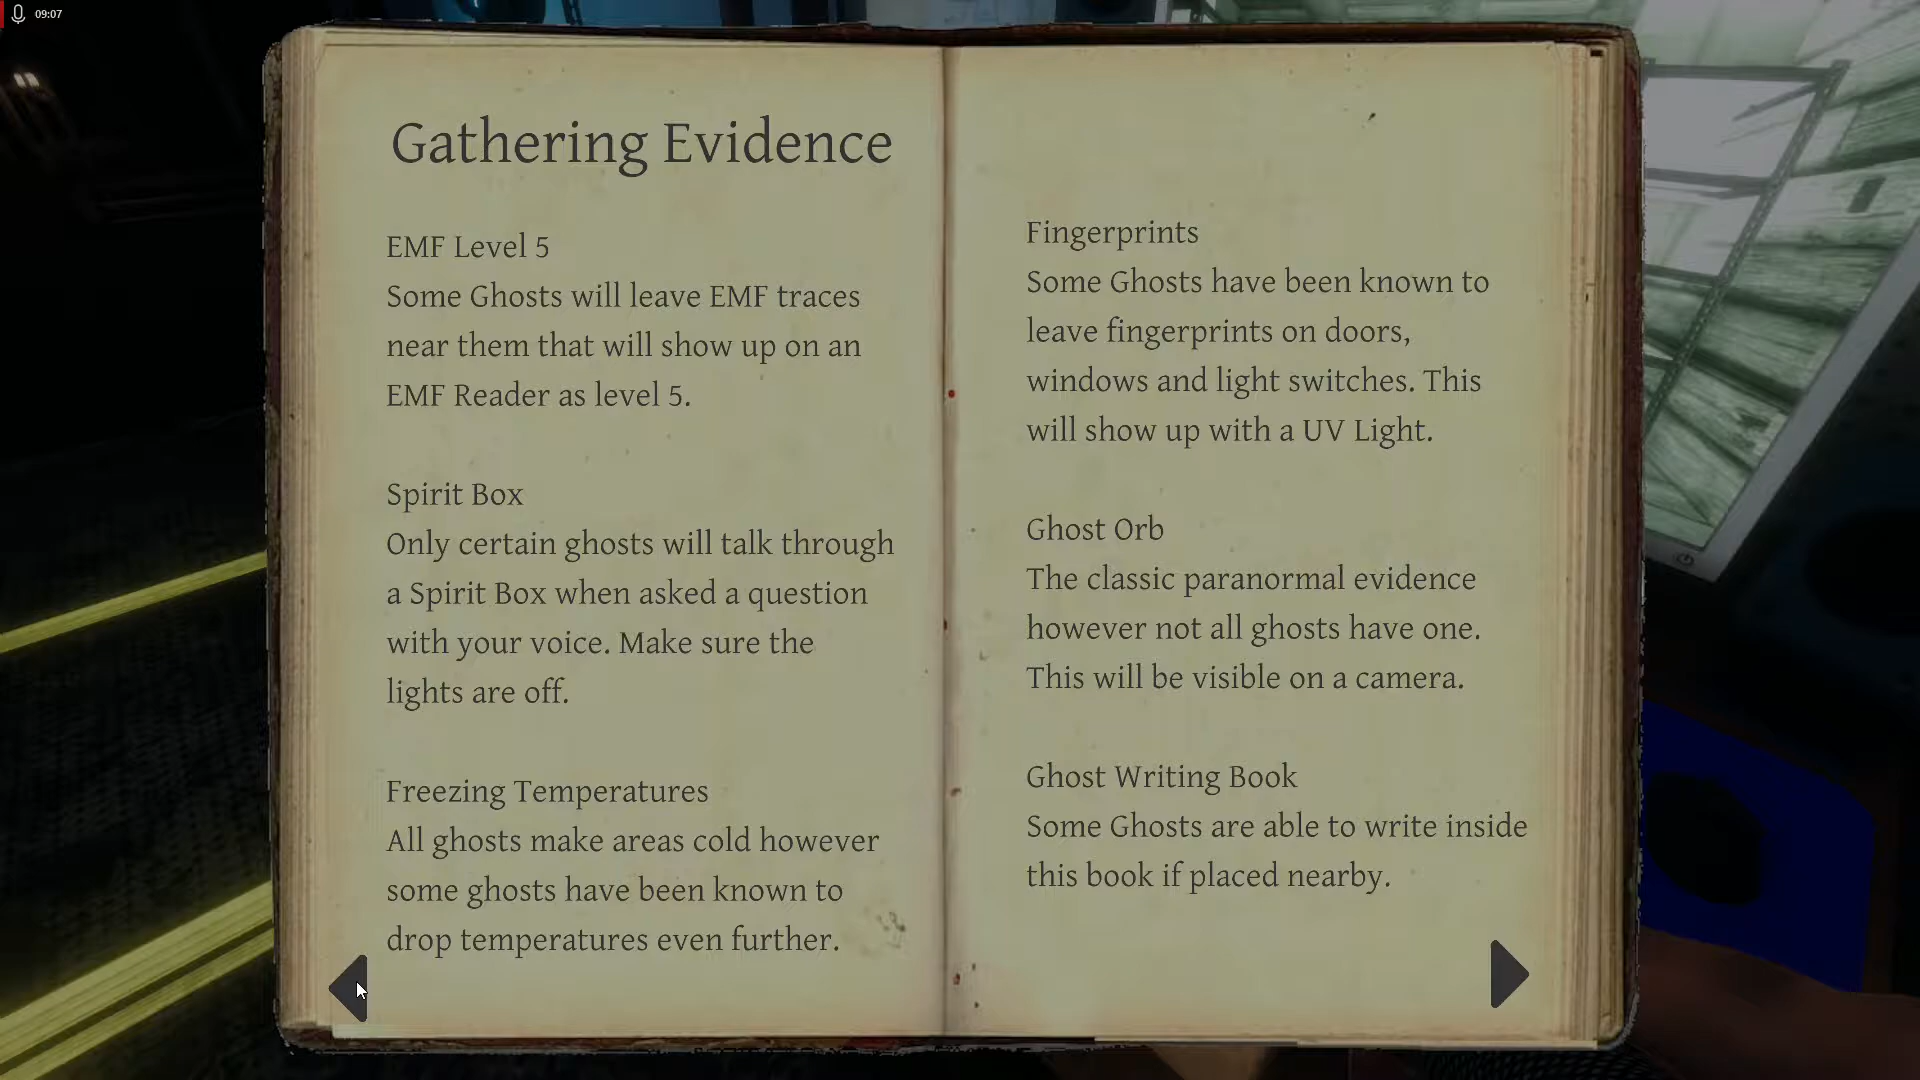 09:07
Gathering Evidence
EMF Level 5
Some Ghosts will leave EMF traces
near them that will show up on an
EMF Reader as level 5.
Spirit Box
Only certain ghosts will talk through
a Spirit Box when asked a question
with your voice. Make sure the
lights are off.
Freezing Temperatures
All ghosts make areas cold however
some ghosts have been known to
drop temperatures even further.
Fingerprints
Some Ghosts have been known to
leave fingerprints on doors,
windows and light switches. This
will show up with a UV Light.
Ghost Orb
The classic paranormal evidence
however not all ghosts have one.
This will be visible on a camera.
Ghost Writing Book
Some Ghosts are able to write inside
this book if placed nearby.